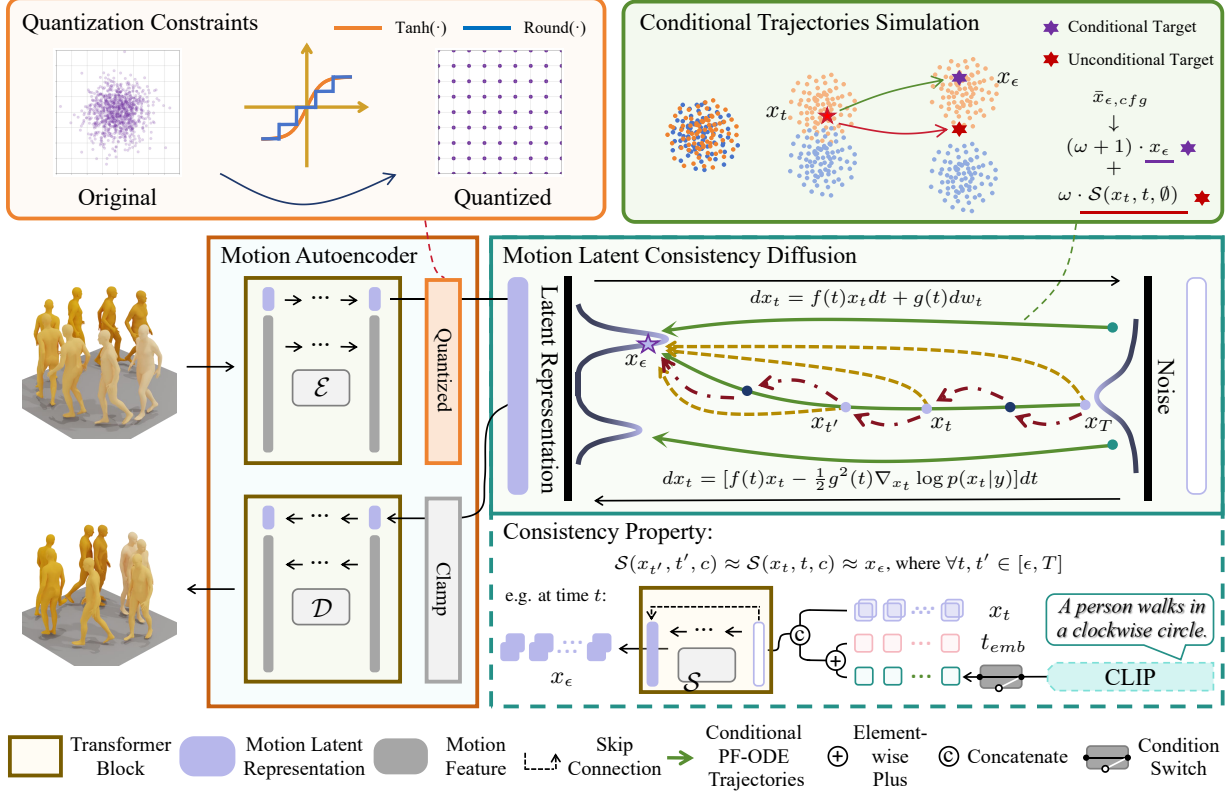 Quantization Constraints
Tanh(·)
Round(·)
Original
Quantized
Conditional Trajectories Simulation
Conditional Target
Unconditional Target
x_t
x_ϵ
x̄_{ϵ,cfg}
↓
(ω + 1) · x_ϵ
+
ω · S(x_t, t, ∅)
Motion Autoencoder
ε
Quantized
D
Clamp
Latent Representation
Motion Latent Consistency Diffusion
dx_t = f(t)x_t dt + g(t)dw_t
x_ϵ
x_{t'}
x_t
x_T
dx_t = [f(t)x_t − ½g²(t)∇_{x_t} log p(x_t|y)]dt
Noise
Consistency Property:
S(x_{t'}, t', c) ≈ S(x_t, t, c) ≈ x_ϵ, where ∀t, t' ∈ [ϵ, T]
e.g. at time t:
x_ϵ
S
C
+
x_t
t_{emb}
A person walks in
a clockwise circle.
CLIP
Transformer
Block
Motion Latent
Representation
Motion
Feature
Skip
Connection
Conditional
PF-ODE
Trajectories
+
Element-
wise
Plus
C
Concatenate
Condition
Switch